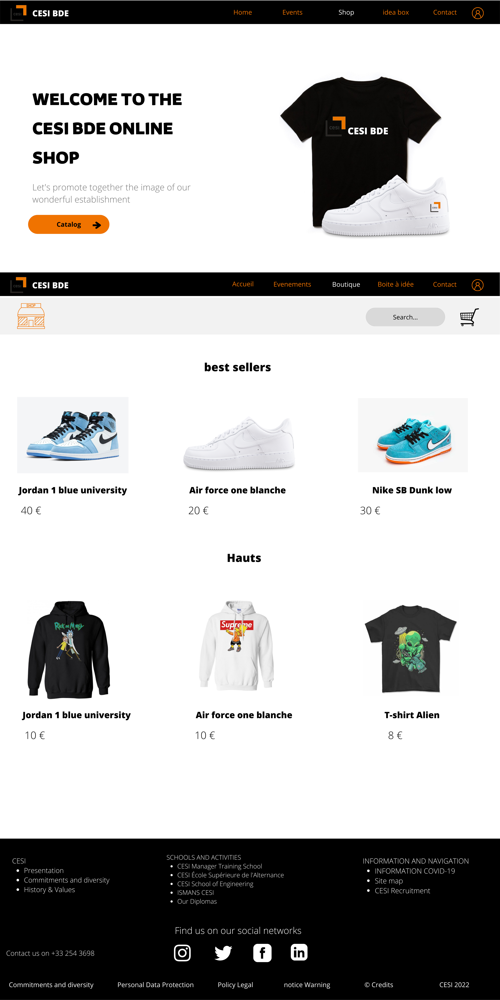 cesi
CESI BDE
Home
Events
Shop
idea box
Contact
WELCOME TO THE
CESI BDE ONLINE
SHOP
Let's promote together the image of our
wonderful establishment
Catalog
cesi
CESI BDE
cesi
AIR
cesi
CESI BDE
Accueil
Evenements
Boutique
Boite à idée
Contact
SHOP
Search...
best sellers
AIR
Jordan 1 blue university
Air force one blanche
Nike SB Dunk low
40 €
20 €
30 €
Hauts
Rick and Morty
Supreme
Jordan 1 blue university
Air force one blanche
T-shirt Alien
10 €
10 €
8 €
CESI
Presentation
Commitments and diversity
History & Values
SCHOOLS AND ACTIVITIES
CESI Manager Training School
CESI École Supérieure de l'Alternance
CESI School of Engineering
ISMANS CESI
Our Diplomas
INFORMATION AND NAVIGATION
INFORMATION COVID-19
Site map
CESI Recruitment
Find us on our social networks
Contact us on +33 254 3698
Commitments and diversity
Personal Data Protection
Policy Legal
notice Warning
© Credits
CESI 2022